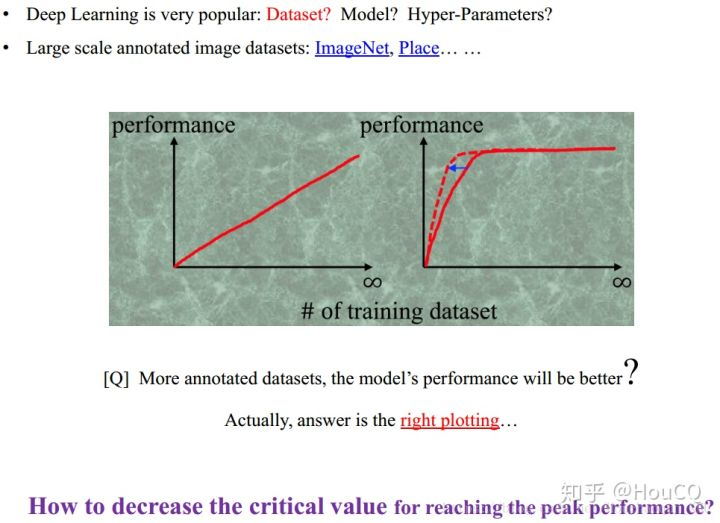 • Deep Learning is very popular: Dataset? Model? Hyper-Parameters?
• Large scale annotated image datasets: ImageNet, Place… …
performance
performance
∞
∞
# of training dataset
[Q] More annotated datasets, the model's performance will be better?
Actually, answer is the right plotting…
知乎 @HouCQ
How to decrease the critical value for reaching the peak performance?